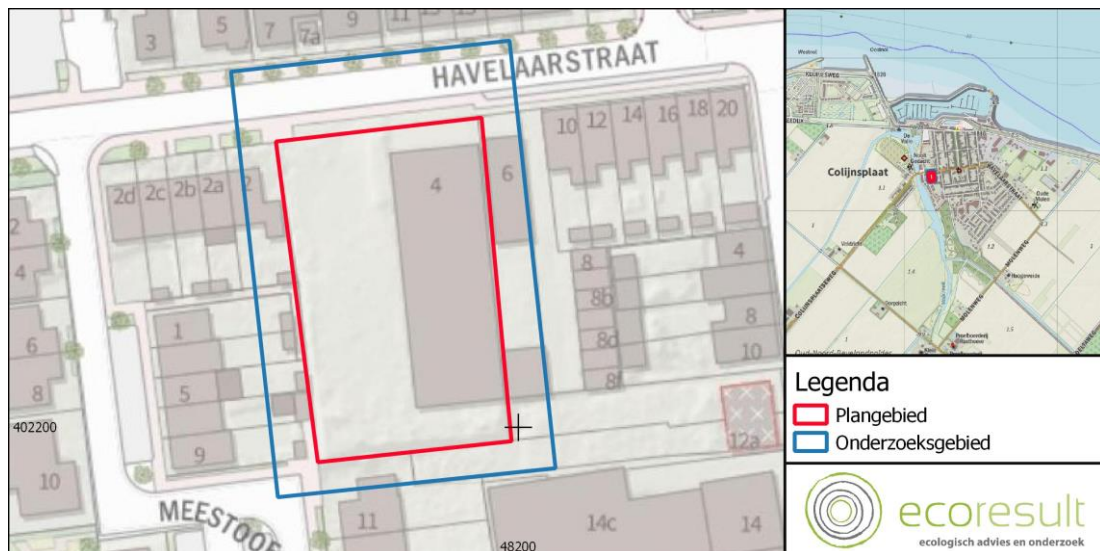 3
5
7
7a
9
11
HAVELAARSTRAAT
10
12
14
16
18
20
4
6
2d
2c
2b
2a
2
2
4
6
8
10
1
5
9
8
8b
8d
8f
4
8
10
12a
402200
MEESTOOF
11
14c
14
48200
Colijnsplaat
COLIJNSPLAATSEWEG
MOLENWEG
Legenda
Plangebied
Onderzoeksgebied
ecoresult
ecologisch advies en onderzoek